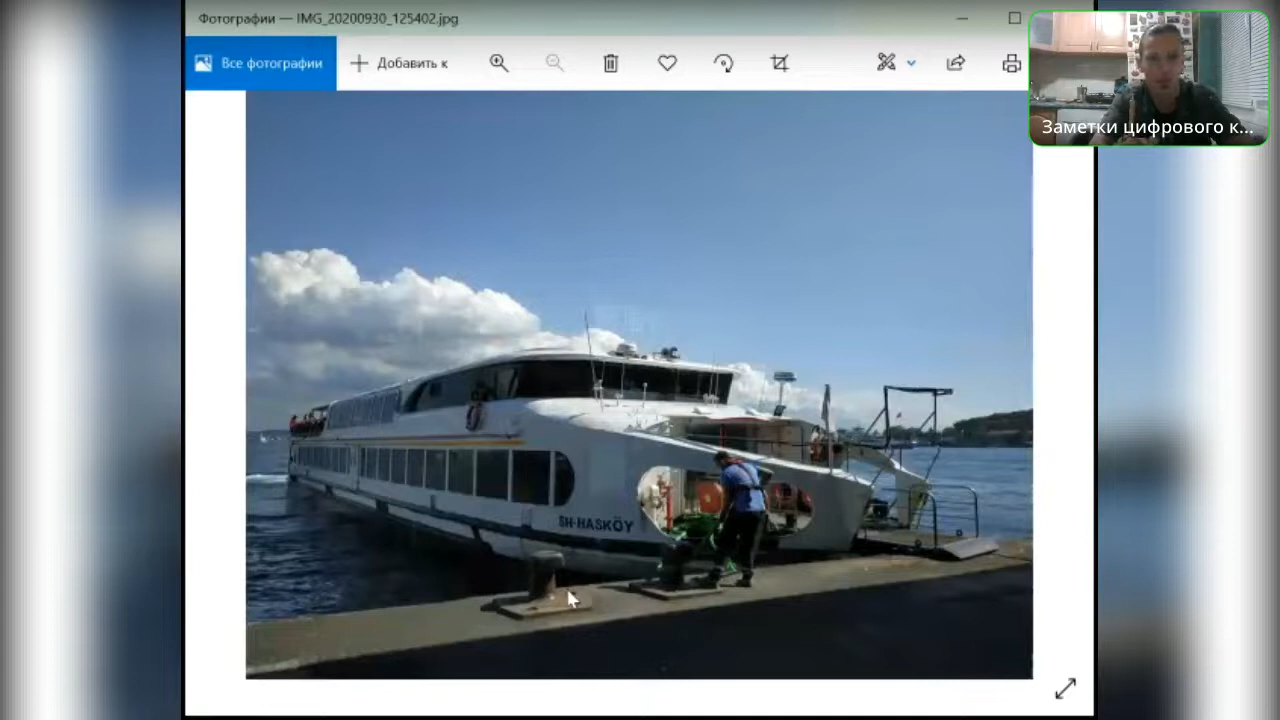 Фотографии — IMG_20200930_125402.jpg
Все фотографии
Добавить к
Заметки цифрового к...
SH-HASKÖY